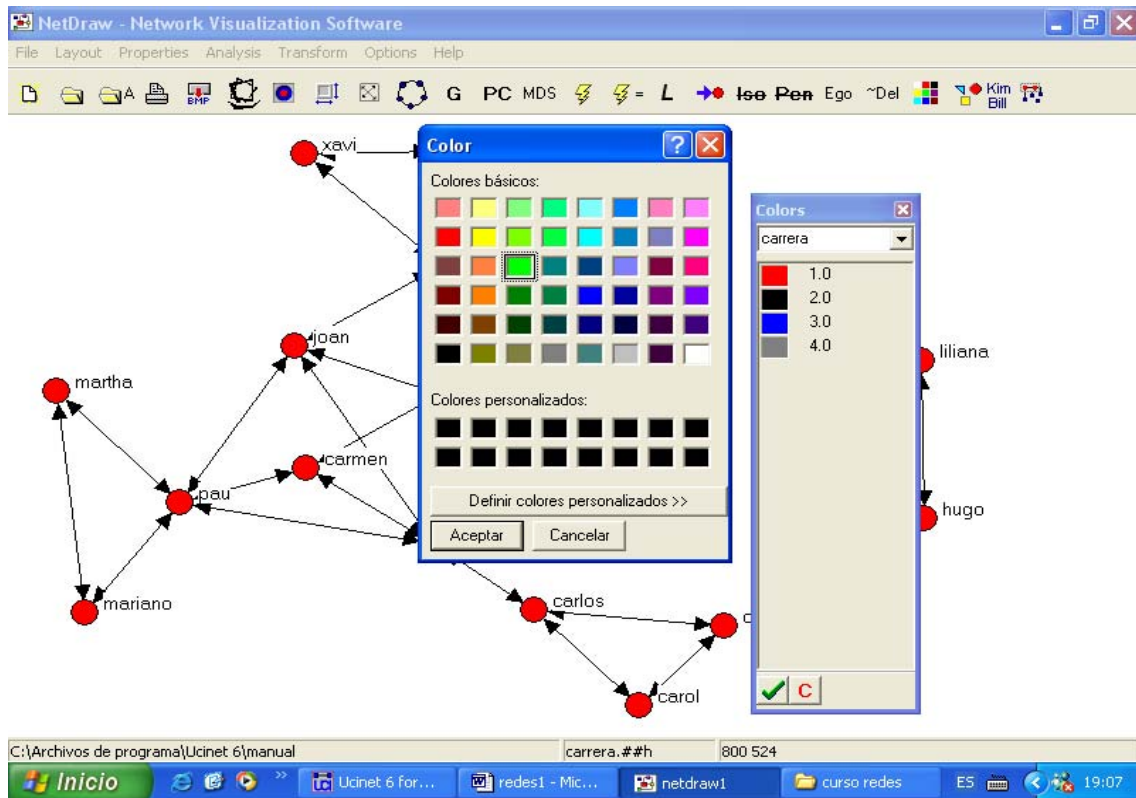 NetDraw - Network Visualization Software
File Layout Properties Analysis Transform Options Help
A BMP G PC MDS = L Iso Pen Ego ~Del Kim Bill
xavi
joan
martha
carmen
pau
mariano
carlos
carol
liliana
hugo
Color
Colores básicos:
Colores personalizados:
Definir colores personalizados >>
Aceptar Cancelar
Colors
carrera
1.0
2.0
3.0
4.0
C
C:\Archivos de programa\Ucinet 6\manual carrera.##h 800 524
Inicio » Ucinet 6 for... redes1 - Mic... netdraw1 curso redes ES 19:07